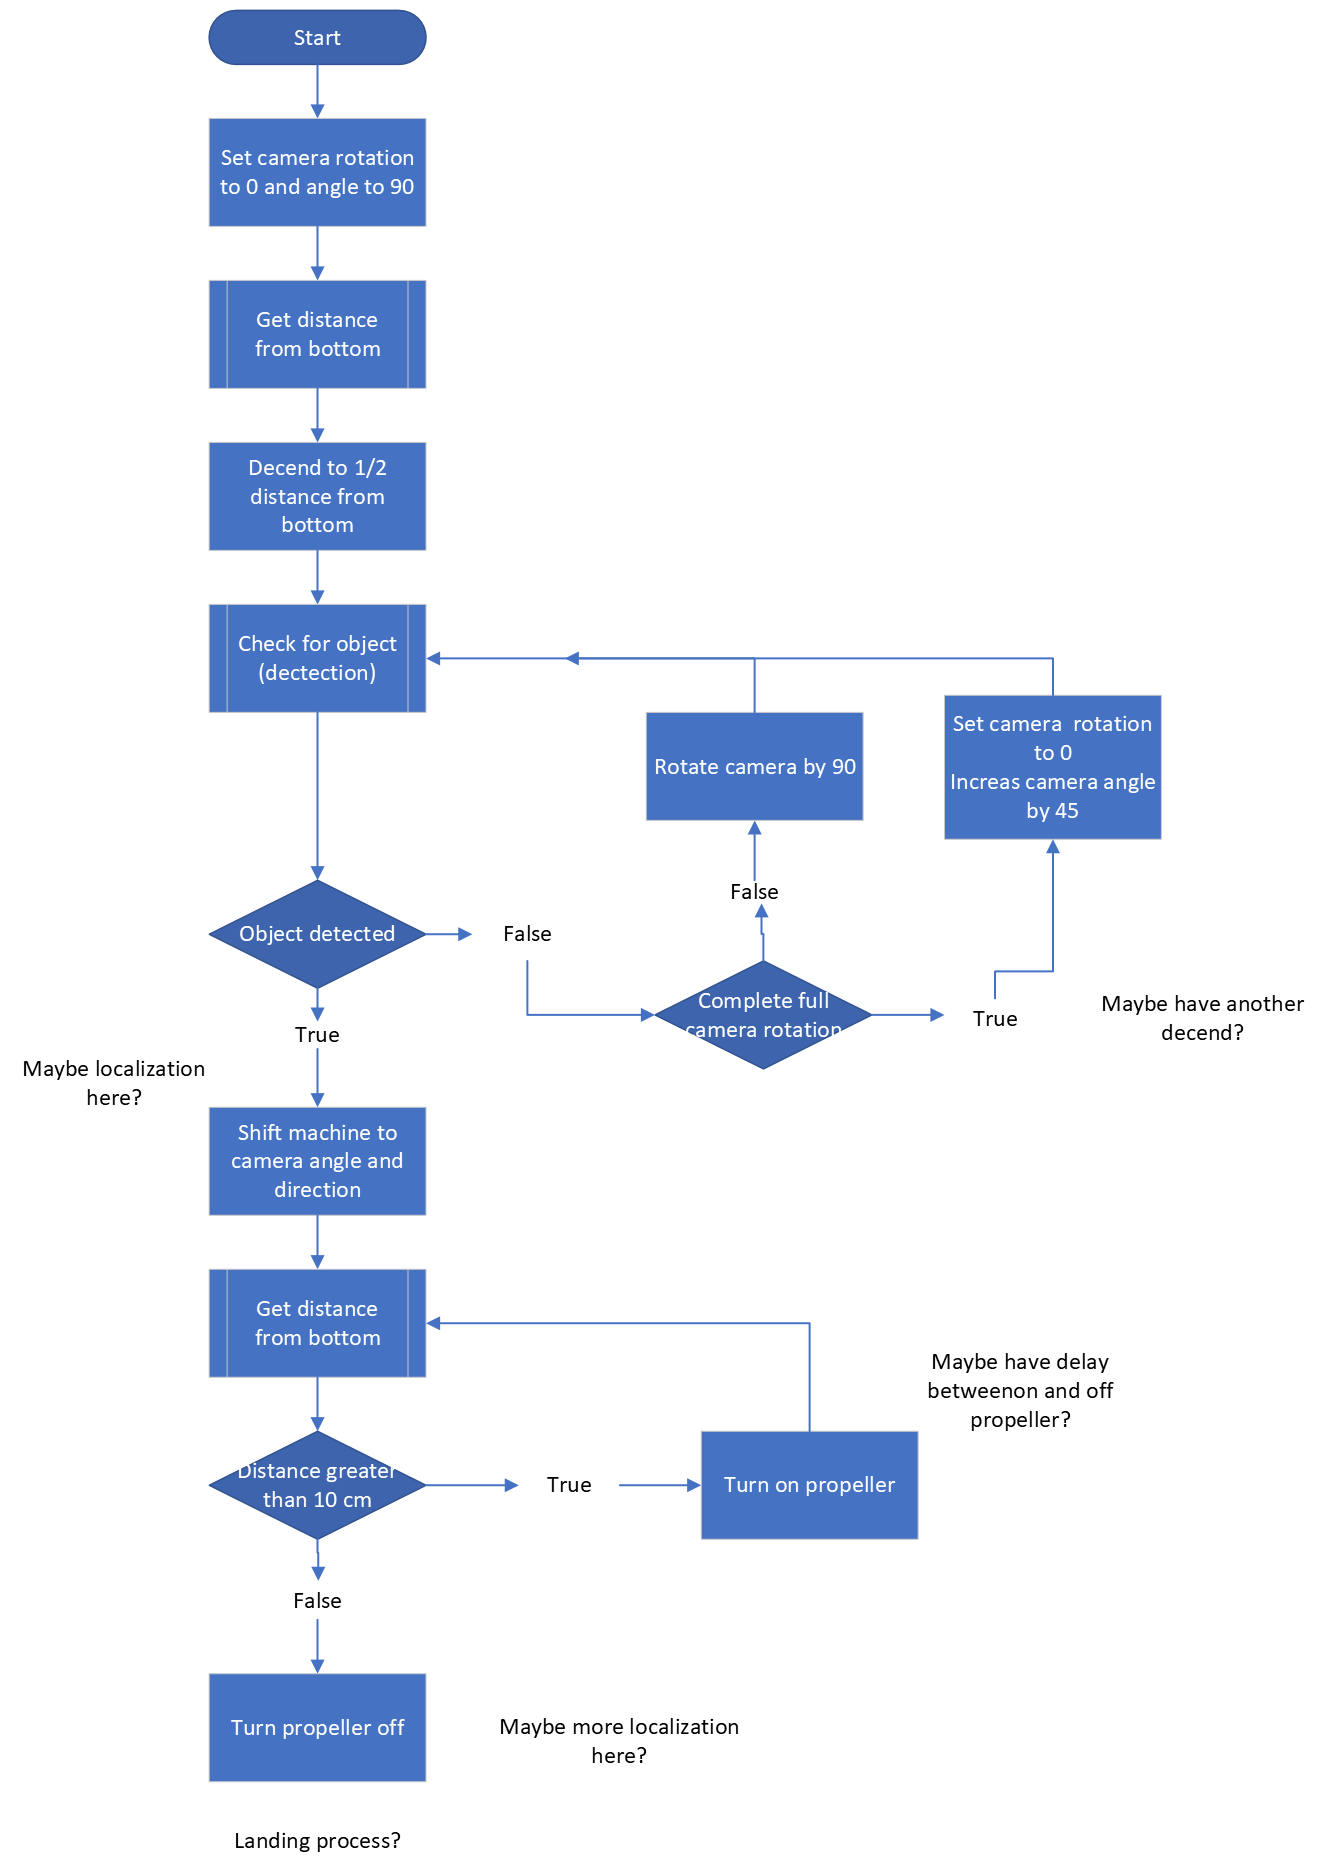 Start
Set camera rotation
to 0 and angle to 90
Get distance
from bottom
Decend to 1/2
distance from
bottom
Check for object
(dectection)
Rotate camera by 90
Set camera  rotation
to 0
Increas camera angle
by 45
False
Object detected
False
Complete full
camera rotation
True
Maybe have another
decend?
True
Maybe localization
here?
Shift machine to
camera angle and
direction
Get distance
from bottom
Maybe have delay
betweenon and off
propeller?
Distance greater
than 10 cm
True
Turn on propeller
False
Turn propeller off
Maybe more localization
here?
Landing process?